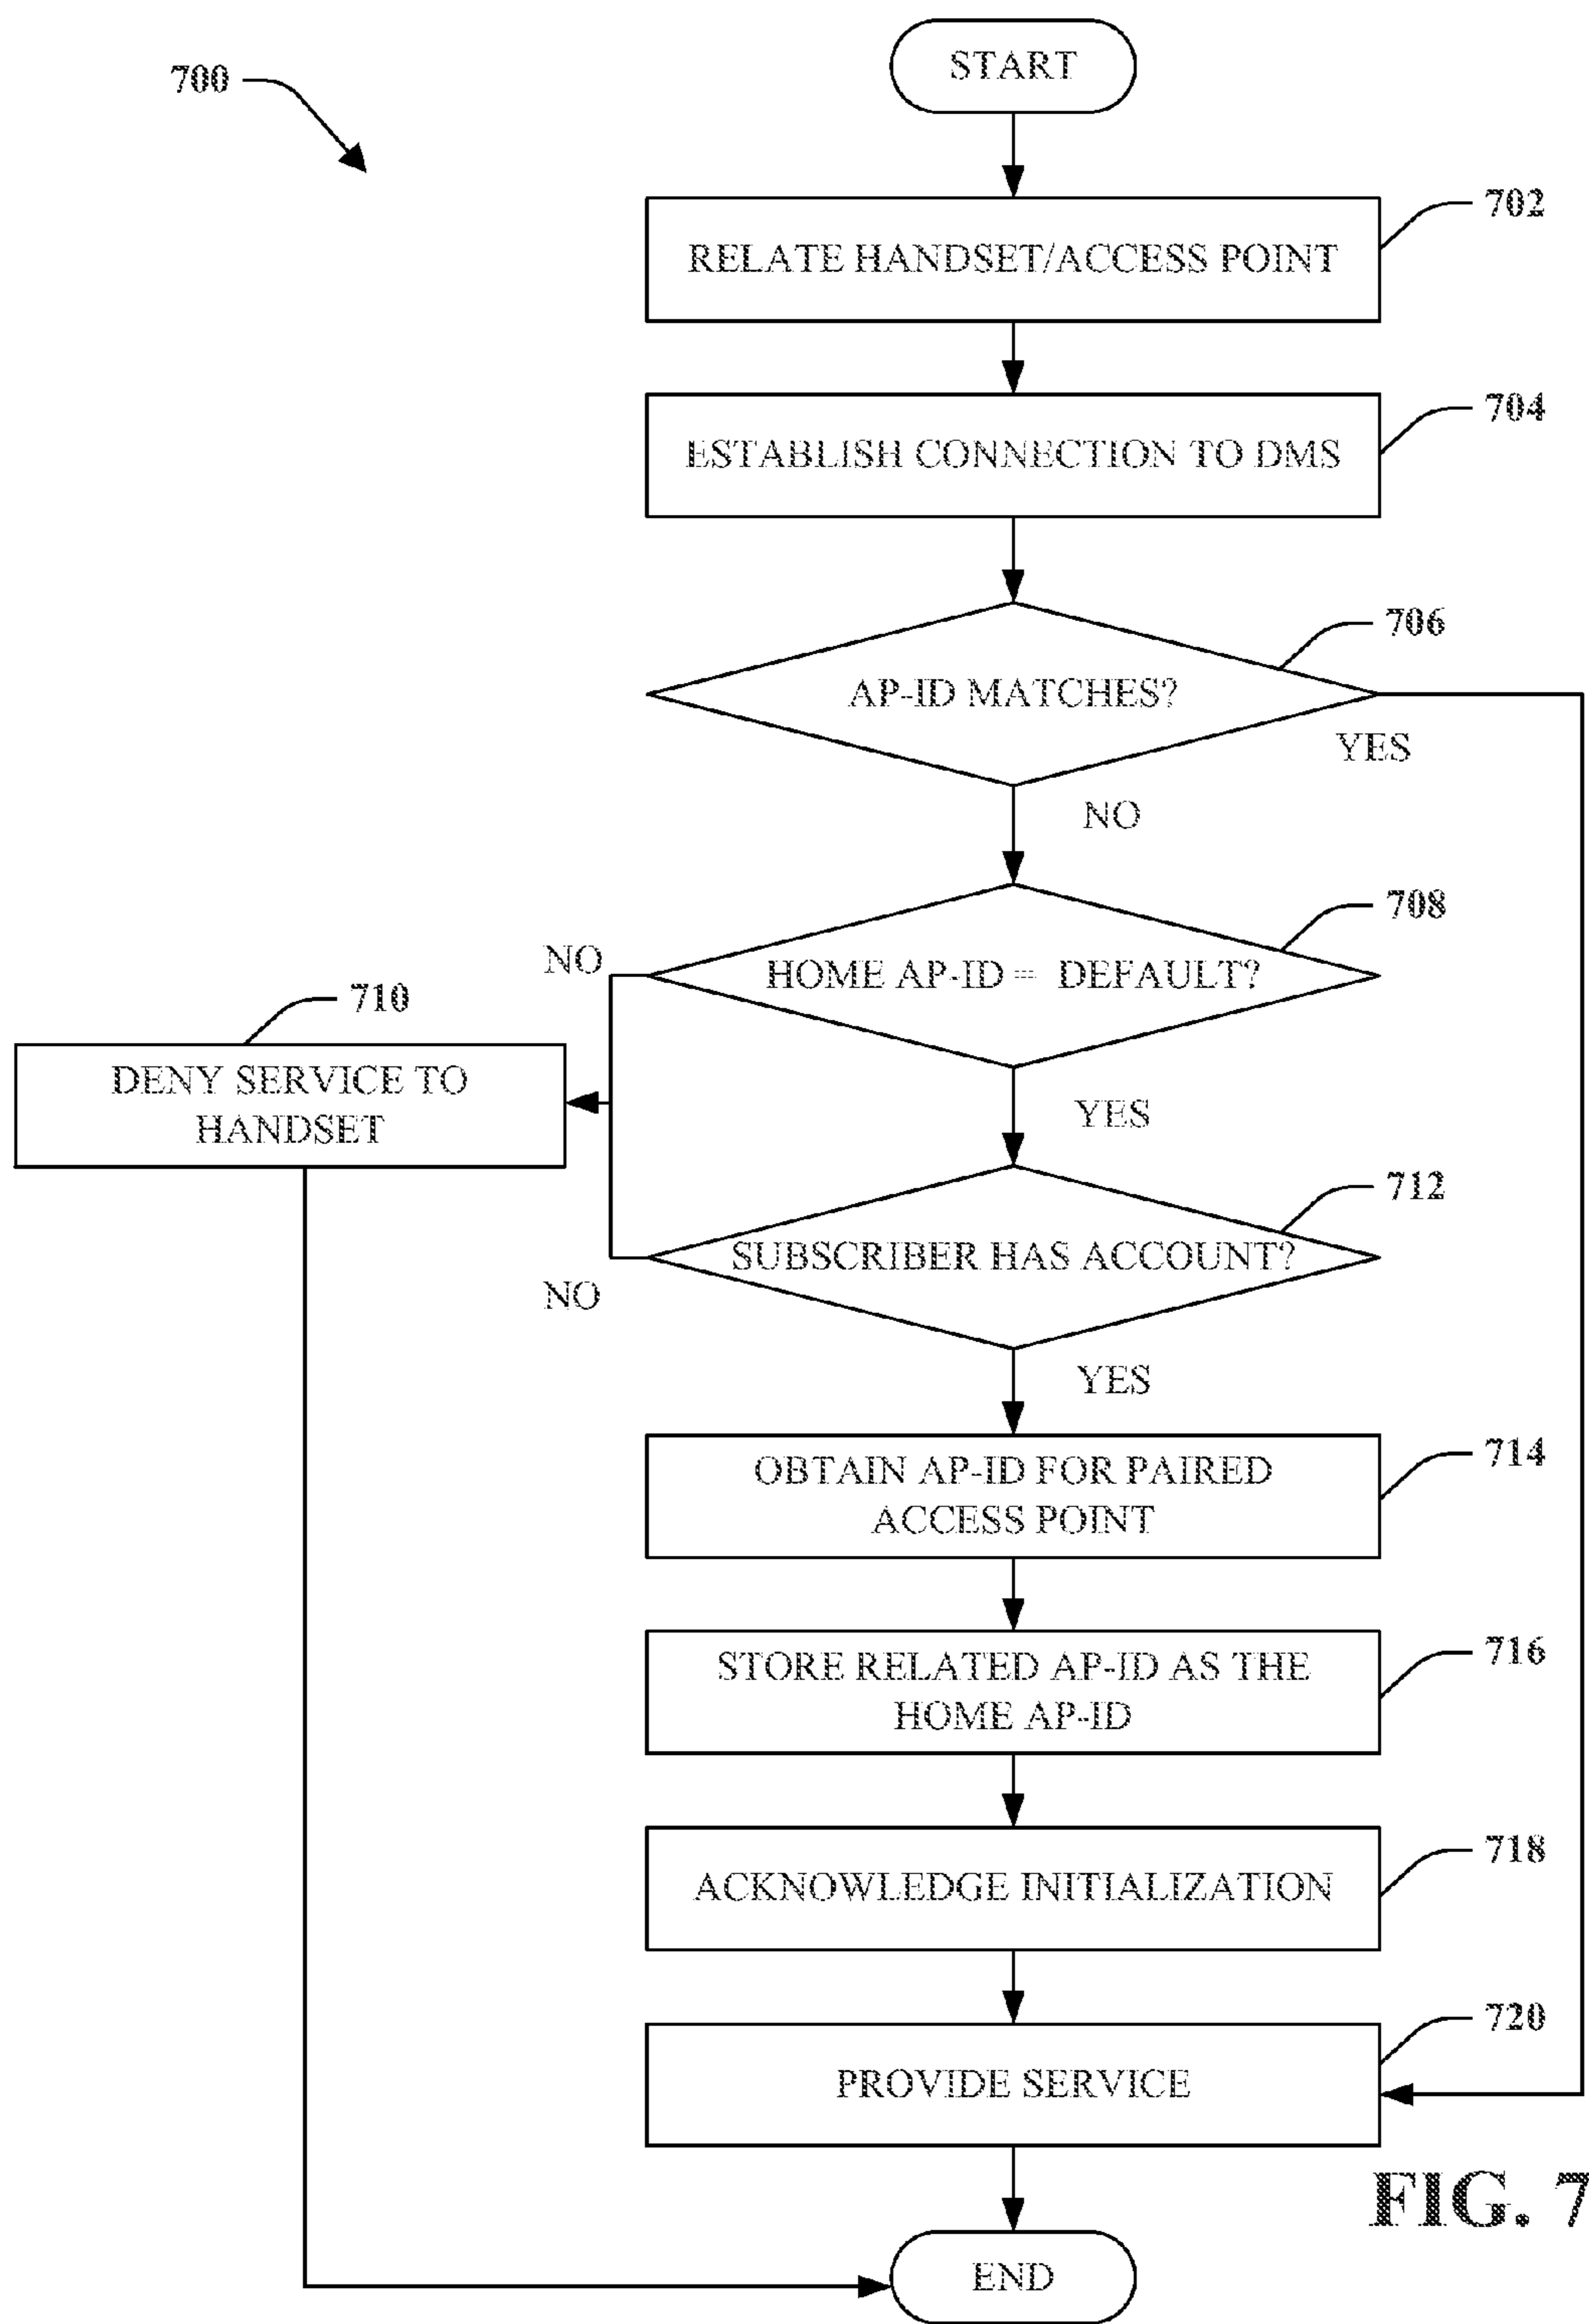 START
700
702
RELATE HANDSET/ACCESS POINT
704
ESTABLISH CONNECTION TO DMS
706
AP-ID MATCHES?
YES
NO
708
NO
HOME AP-ID = DEFAULT?
710
DENY SERVICE TO
HANDSET
YES
712
SUBSCRIBER HAS ACCOUNT?
NO
YES
714
OBTAIN AP-ID FOR PAIRED
ACCESS POINT
716
STORE RELATED AP-ID AS THE
HOME AP-ID
718
ACKNOWLEDGE INITIALIZATION
720
PROVIDE SERVICE
FIG. 7
END